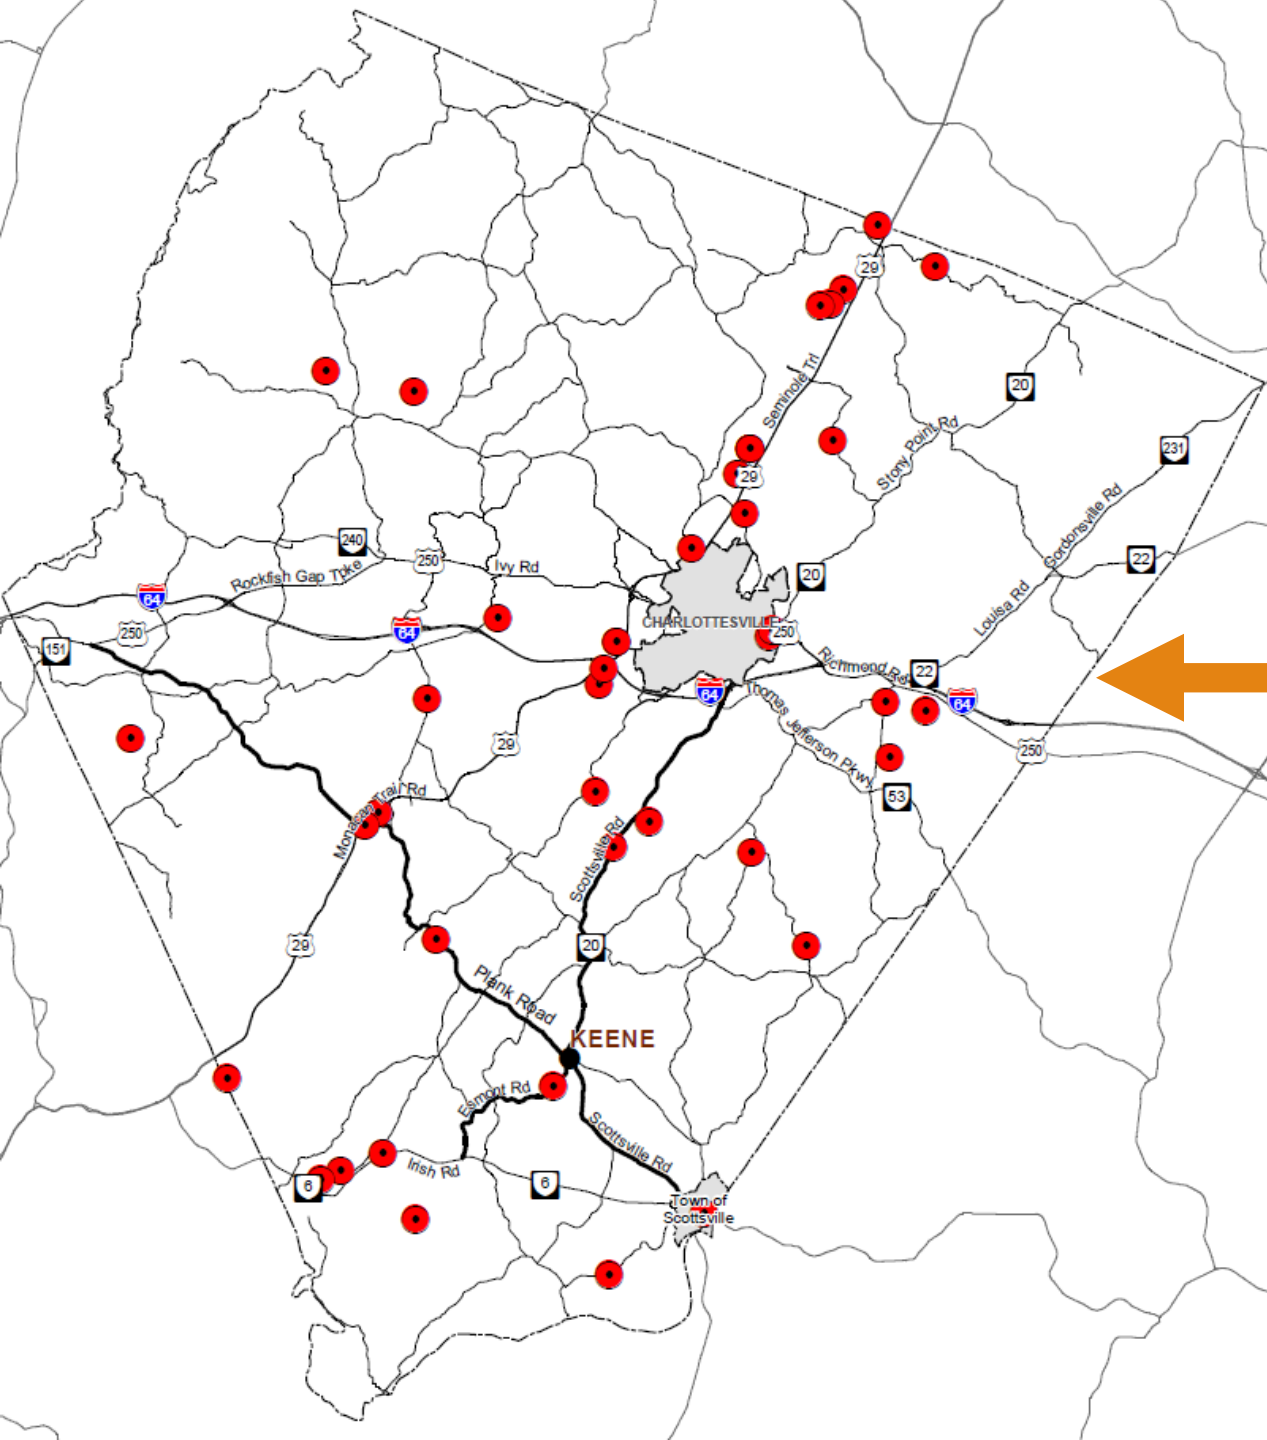 29
Seminole Trl
20
Stony Point Rd
231
29
Gordonsville Rd
240
250
Ivy Rd
22
Rockfish Gap Tpke
20
64
Louisa Rd
250
64
CHARLOTTESVILLE
250
151
Richmond Rd
22
64
64
Thomas Jefferson Pkwy
29
250
Monacan Trail Rd
53
Scottsville Rd
29
20
Plank Road
KEENE
Esmont Rd
Scottsville Rd
Irish Rd
6
6
Town of
Scottsville